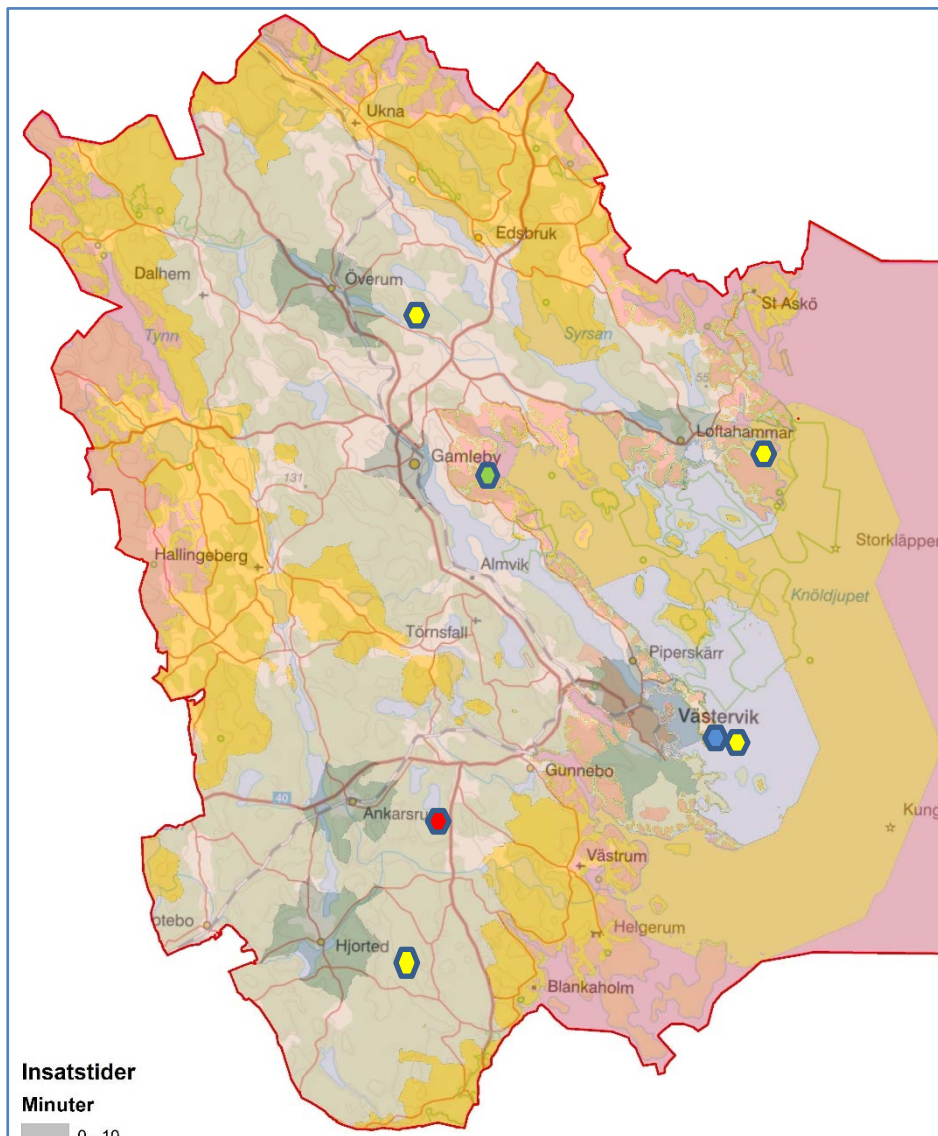 Ukna
Edsbruk
Dalhem
Överum
St Askö
Tynn
Syrsan
55
Loftahammar
Gamleby
131
Storkläppen
Hallingeberg
Almvik
Knöldjupet
Törnsfall
Piperskärr
Västervik
Gunnebo
40
Ankarsru
Kung
Västrum
otebo
Helgerum
Hjorted
Blankaholm
Insatstider
Minuter
0 - 10